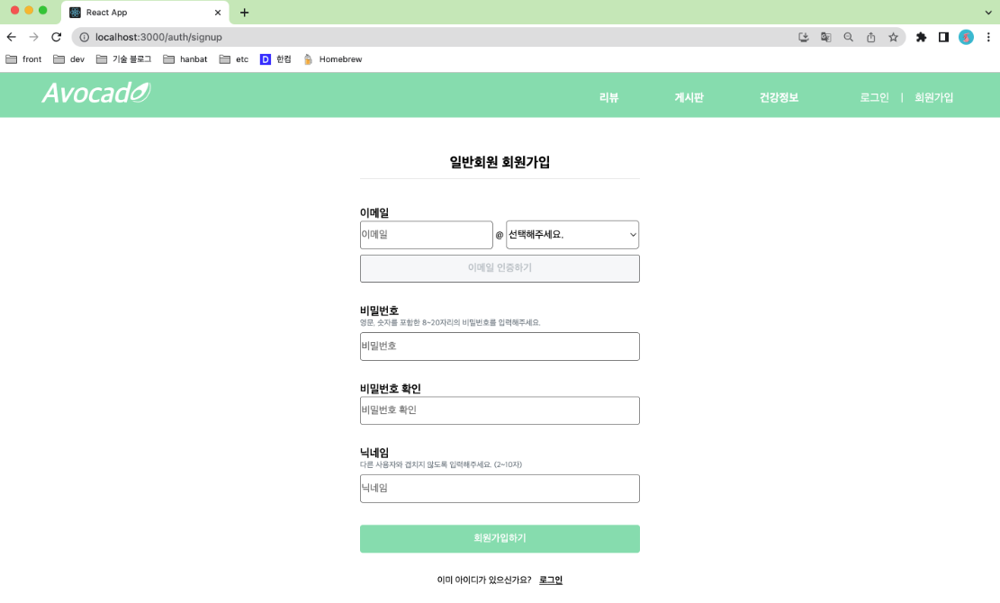 React App
localhost:3000/auth/signup
front dev 기술 블로그 hanbat etc D 한컴 Homebrew
Avocado 리뷰 게시판 건강정보 로그인 | 회원가입
일반회원 회원가입
이메일
이메일 @ 선택해주세요.
이메일 인증하기
비밀번호
영문, 숫자를 포함한 8~20자리의 비밀번호를 입력해주세요.
비밀번호
비밀번호 확인
비밀번호 확인
닉네임
다른 사용자와 겹치지 않도록 입력해주세요. (2~10자)
닉네임
회원가입하기
이미 아이디가 있으신가요? 로그인